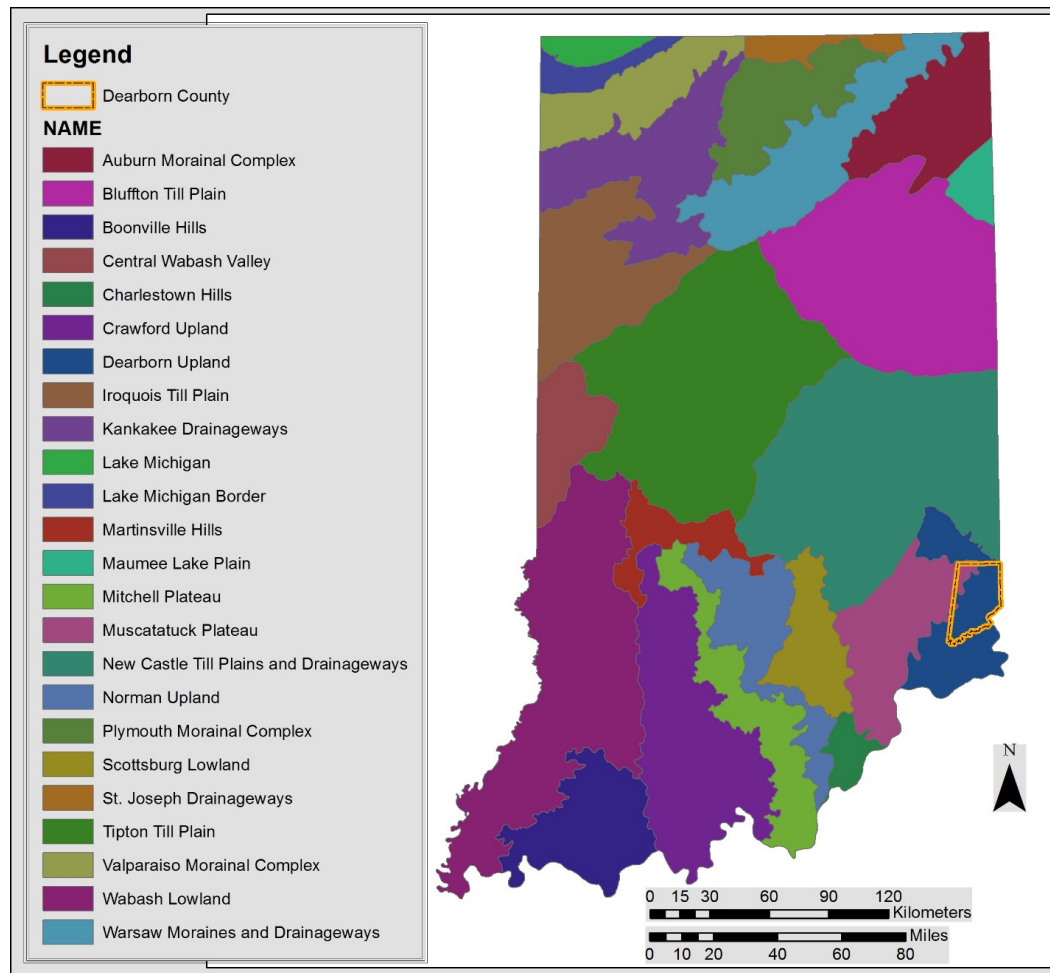 Legend
Dearborn County
NAME
Auburn Morainal Complex
Bluffton Till Plain
Boonville Hills
Central Wabash Valley
Charlestown Hills
Crawford Upland
Dearborn Upland
Iroquois Till Plain
Kankakee Drainageways
Lake Michigan
Lake Michigan Border
Martinsville Hills
Maumee Lake Plain
Mitchell Plateau
Muscatatuck Plateau
New Castle Till Plains and Drainageways
Norman Upland
Plymouth Morainal Complex
Scottsburg Lowland
St. Joseph Drainageways
Tipton Till Plain
Valparaiso Morainal Complex
Wabash Lowland
Warsaw Moraines and Drainageways
N
0 15 30 60 90 120
Kilometers
Miles
0 10 20 40 60 80